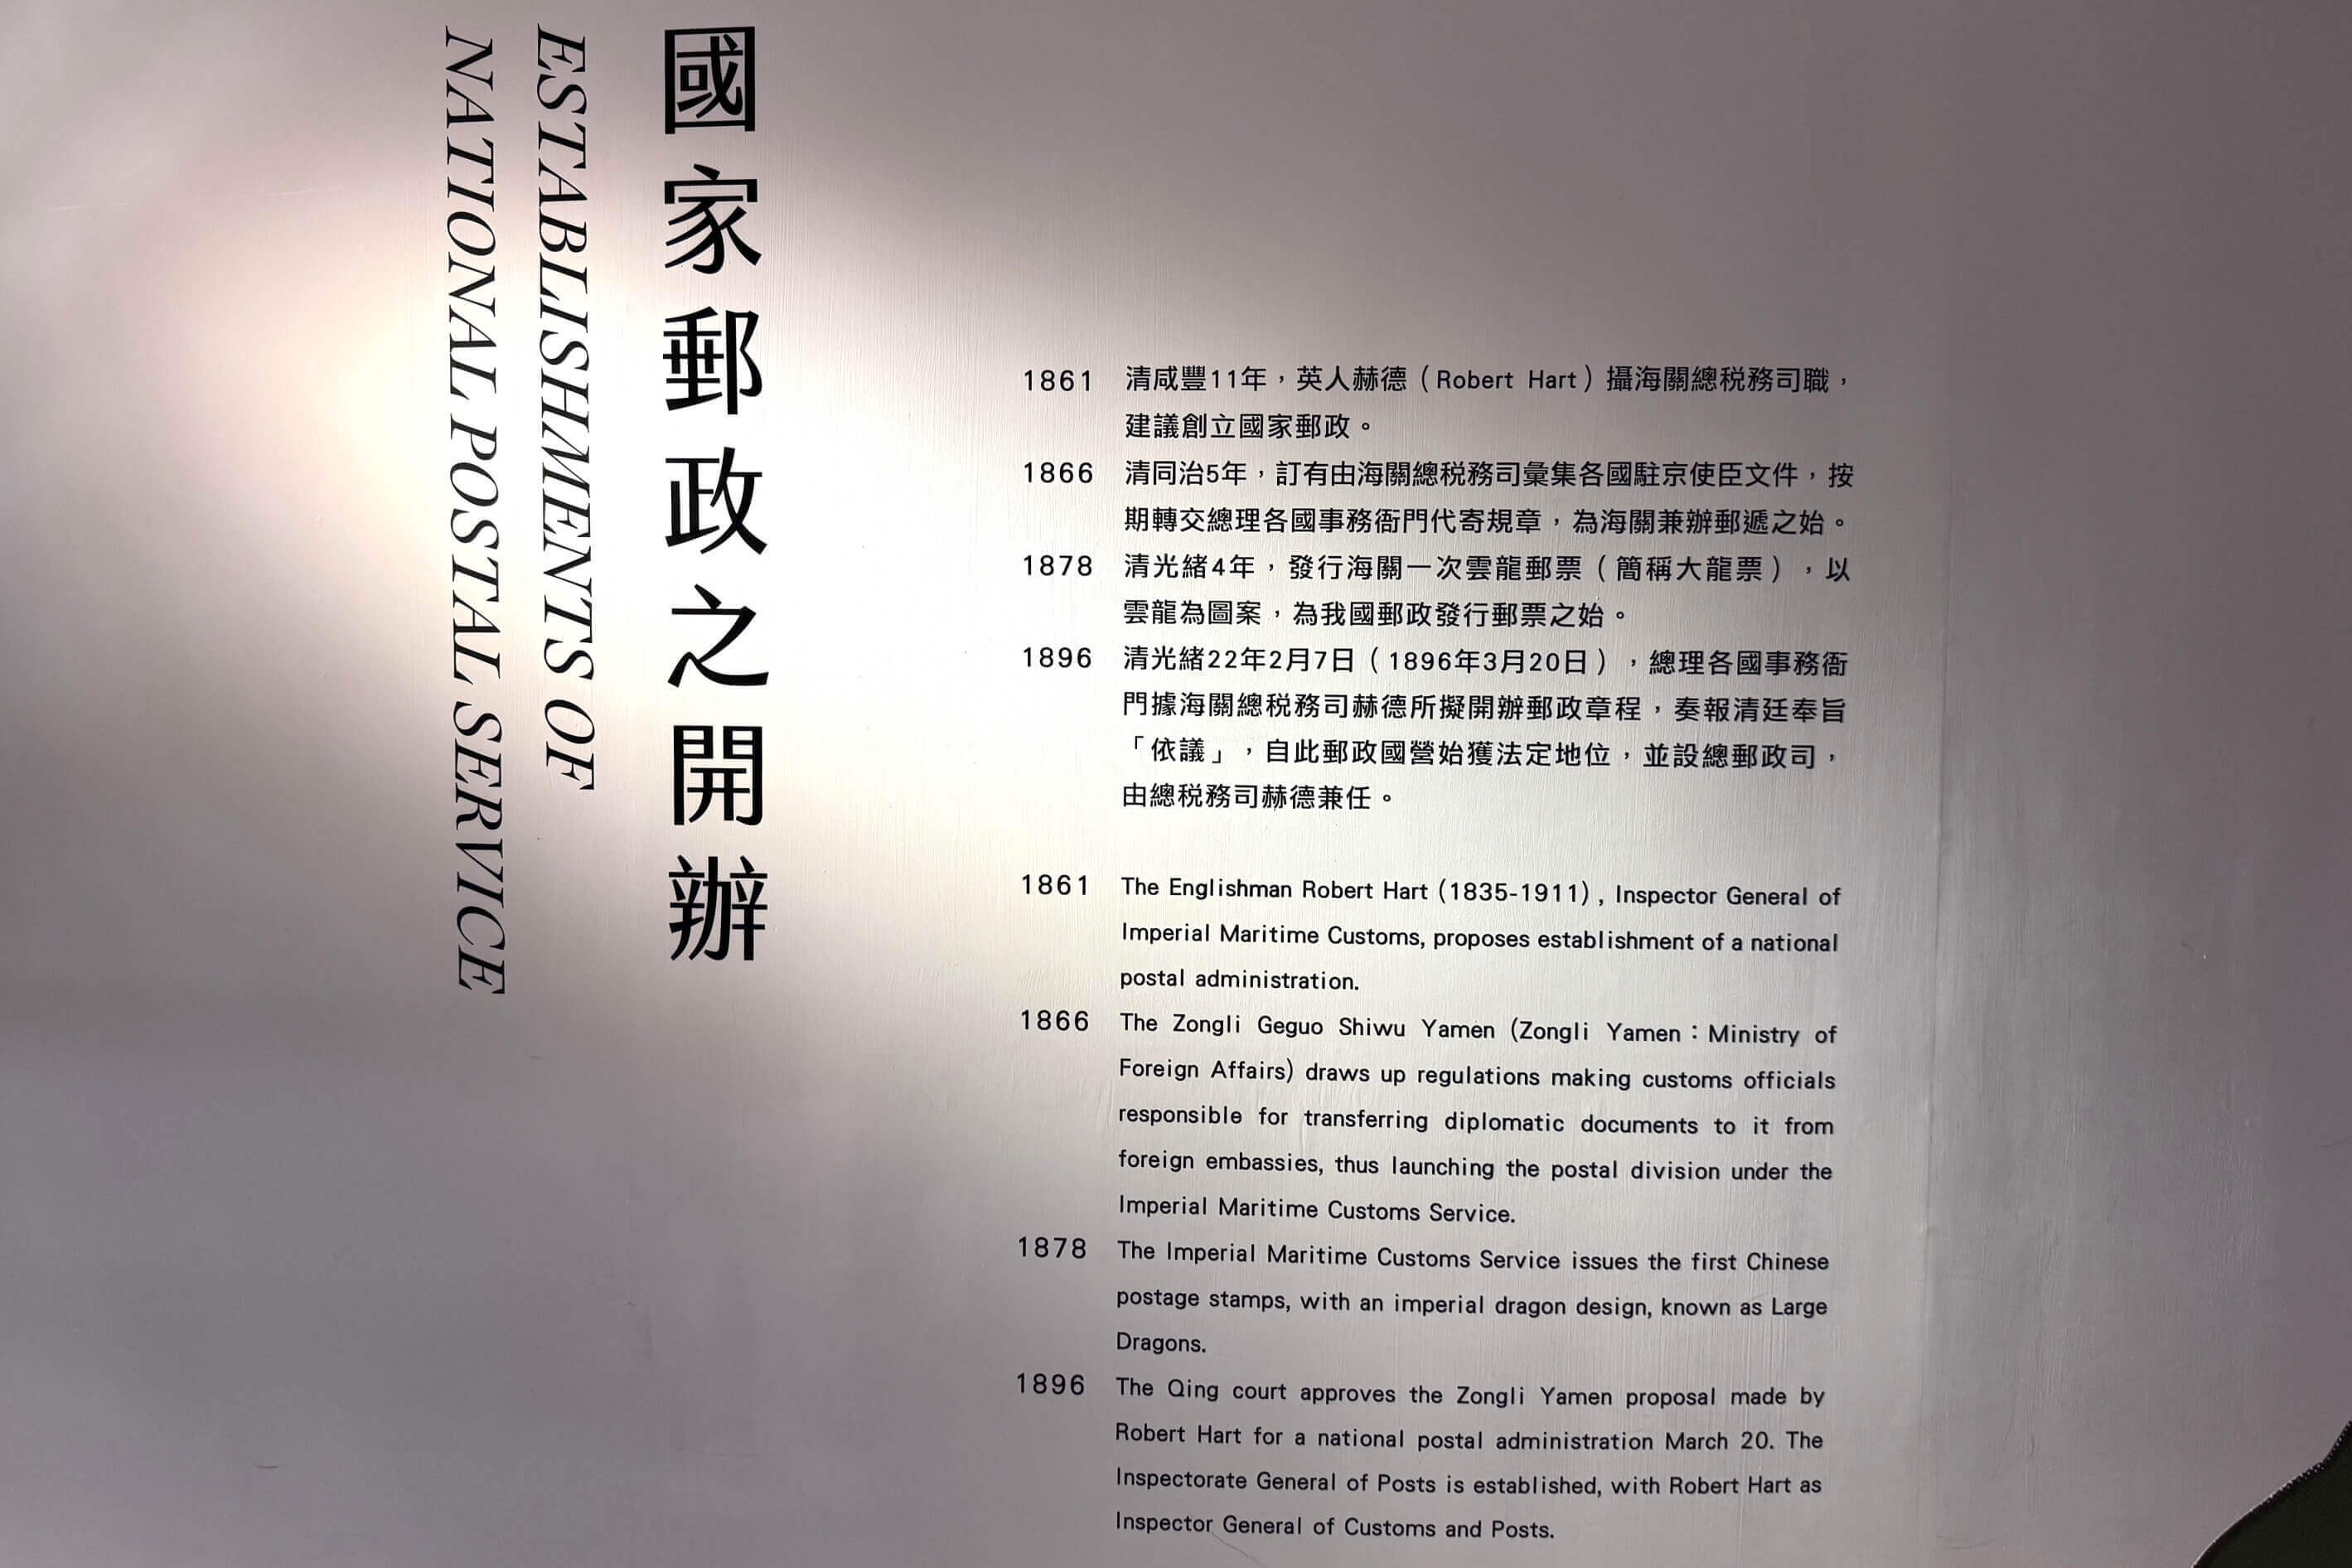 國家郵政之開辦
ESTABLISHMENTS OF
NATIONAL POSTAL SERVICE
1861 清咸豐11年，英人赫德（Robert Hart）攝海關總税務司職，
建議創立國家郵政。
1866 清同治5年，訂有由海關總税務司彙集各國駐京使臣文件，按
期轉交總理各國事務衙門代寄規章，為海關兼辦郵遞之始。
1878 清光緒4年，發行海關一次雲龍郵票（簡稱大龍票），以
雲龍為圖案，為我國郵政發行郵票之始。
1896 清光緒22年2月7日（1896年3月20日），總理各國事務衙
門據海關總税務司赫德所擬開辦郵政章程，奏報清廷奉旨
「依議」，自此郵政國營始獲法定地位，並設總郵政司，
由總税務司赫德兼任。
1861 The Englishman Robert Hart (1835-1911) , Inspector General of
Imperial Maritime Customs, proposes establishment of a national
postal administration.
1866 The Zongli Geguo Shiwu Yamen (Zongli Yamen：Ministry of
Foreign Affairs) draws up regulations making customs officials
responsible for transferring diplomatic documents to it from
foreign embassies, thus launching the postal division under the
Imperial Maritime Customs Service.
1878 The Imperial Maritime Customs Service issues the first Chinese
postage stamps, with an imperial dragon design, known as Large
Dragons.
1896 The Qing court approves the Zongli Yamen proposal made by
Robert Hart for a national postal administration March 20. The
Inspectorate General of Posts is established, with Robert Hart as
Inspector General of Customs and Posts.